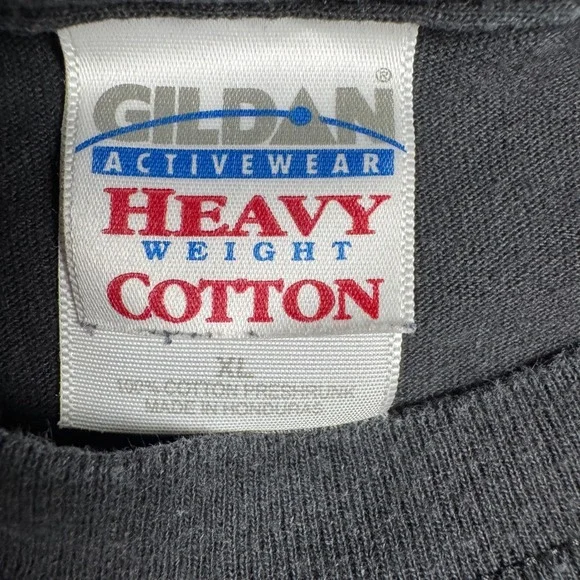 GILDAN®
ACTIVEWEAR
HEAVY
WEIGHT
COTTON
XL
100% COTTON PRESHRUNK
MADE IN HONDURAS